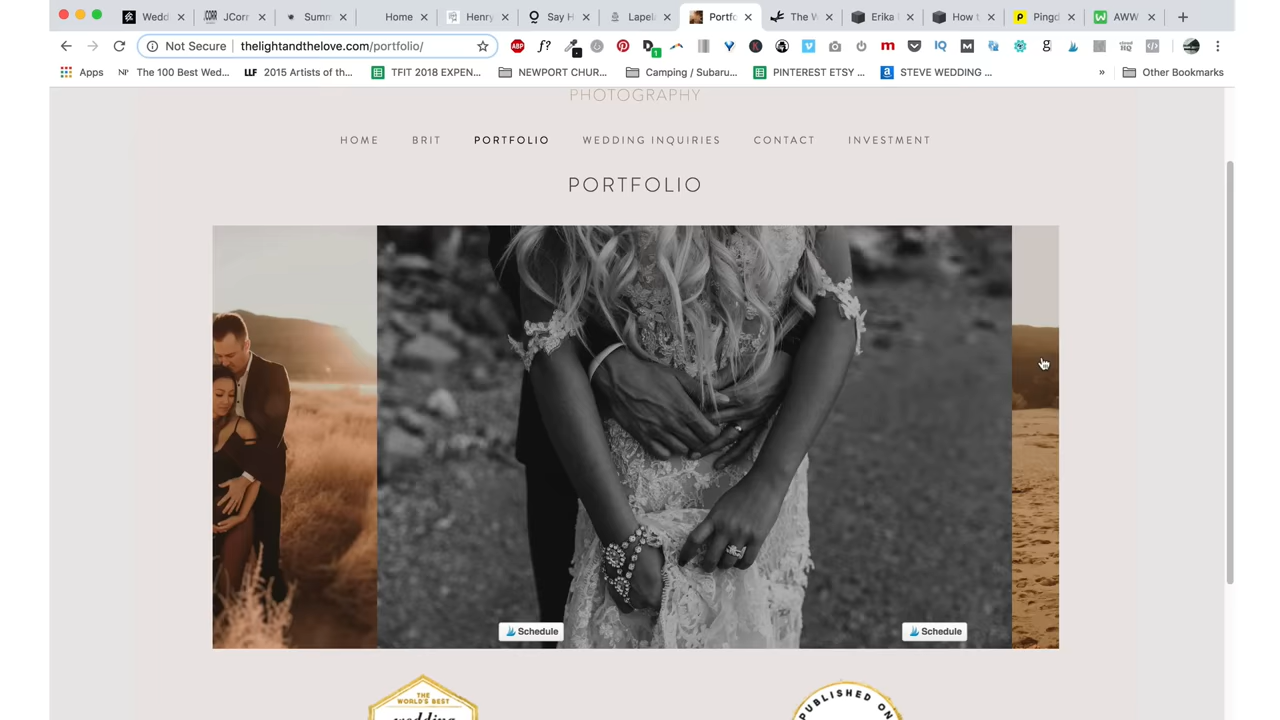 Wedd JCorr Summ Home Henry Say H Lapel Portfo The W Erika How t Pingd AWW
Not Secure thelightandthelove.com/portfolio/
Apps The 100 Best Wed... LLF 2015 Artists of th... TFIT 2018 EXPEN... NEWPORT CHUR... Camping / Subaru... PINTEREST ETSY ... STEVE WEDDING ... » Other Bookmarks
PHOTOGRAPHY
HOME BRIT PORTFOLIO WEDDING INQUIRIES CONTACT INVESTMENT
PORTFOLIO
Schedule Schedule
THE
WORLD'S BEST
wedding
PUBLISHED ON